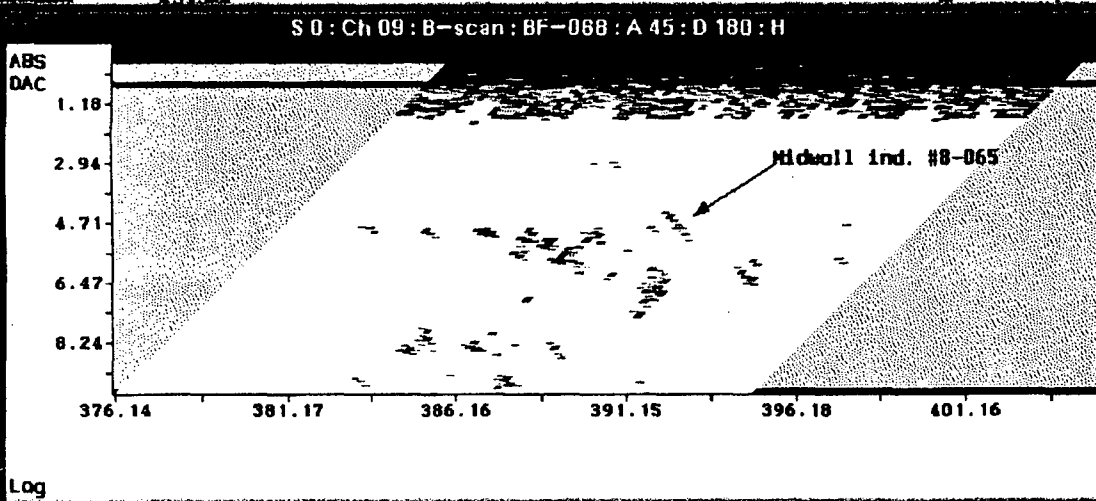 S 0 : Ch 09 : B-scan : BF-068 : A 45 : D 180 : H
ABS
DAC
1.18
2.94
Midwall ind. #8-065
4.71
6.47
8.24
376.14 381.17 386.16 391.15 396.18 401.16
Log